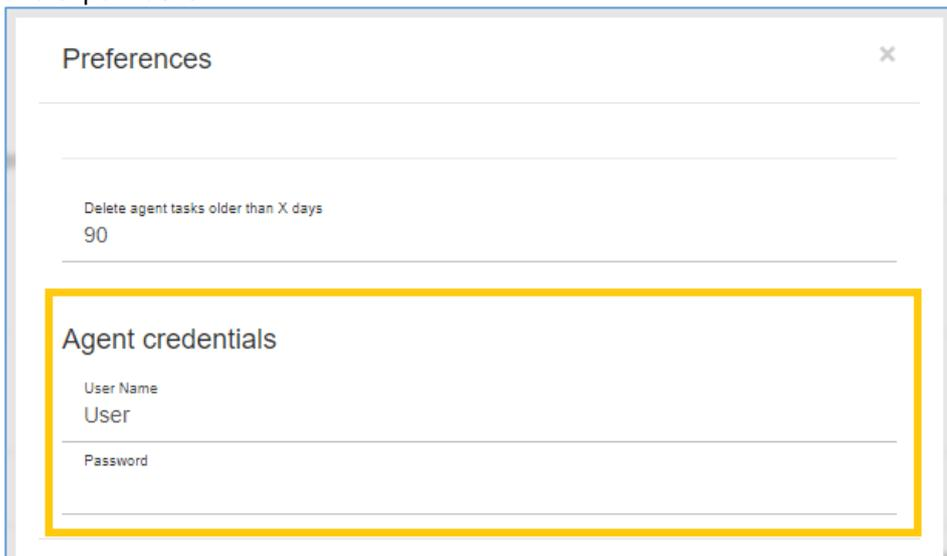 Preferences
×
Delete agent tasks older than X days
90
Agent credentials
User Name
User
Password